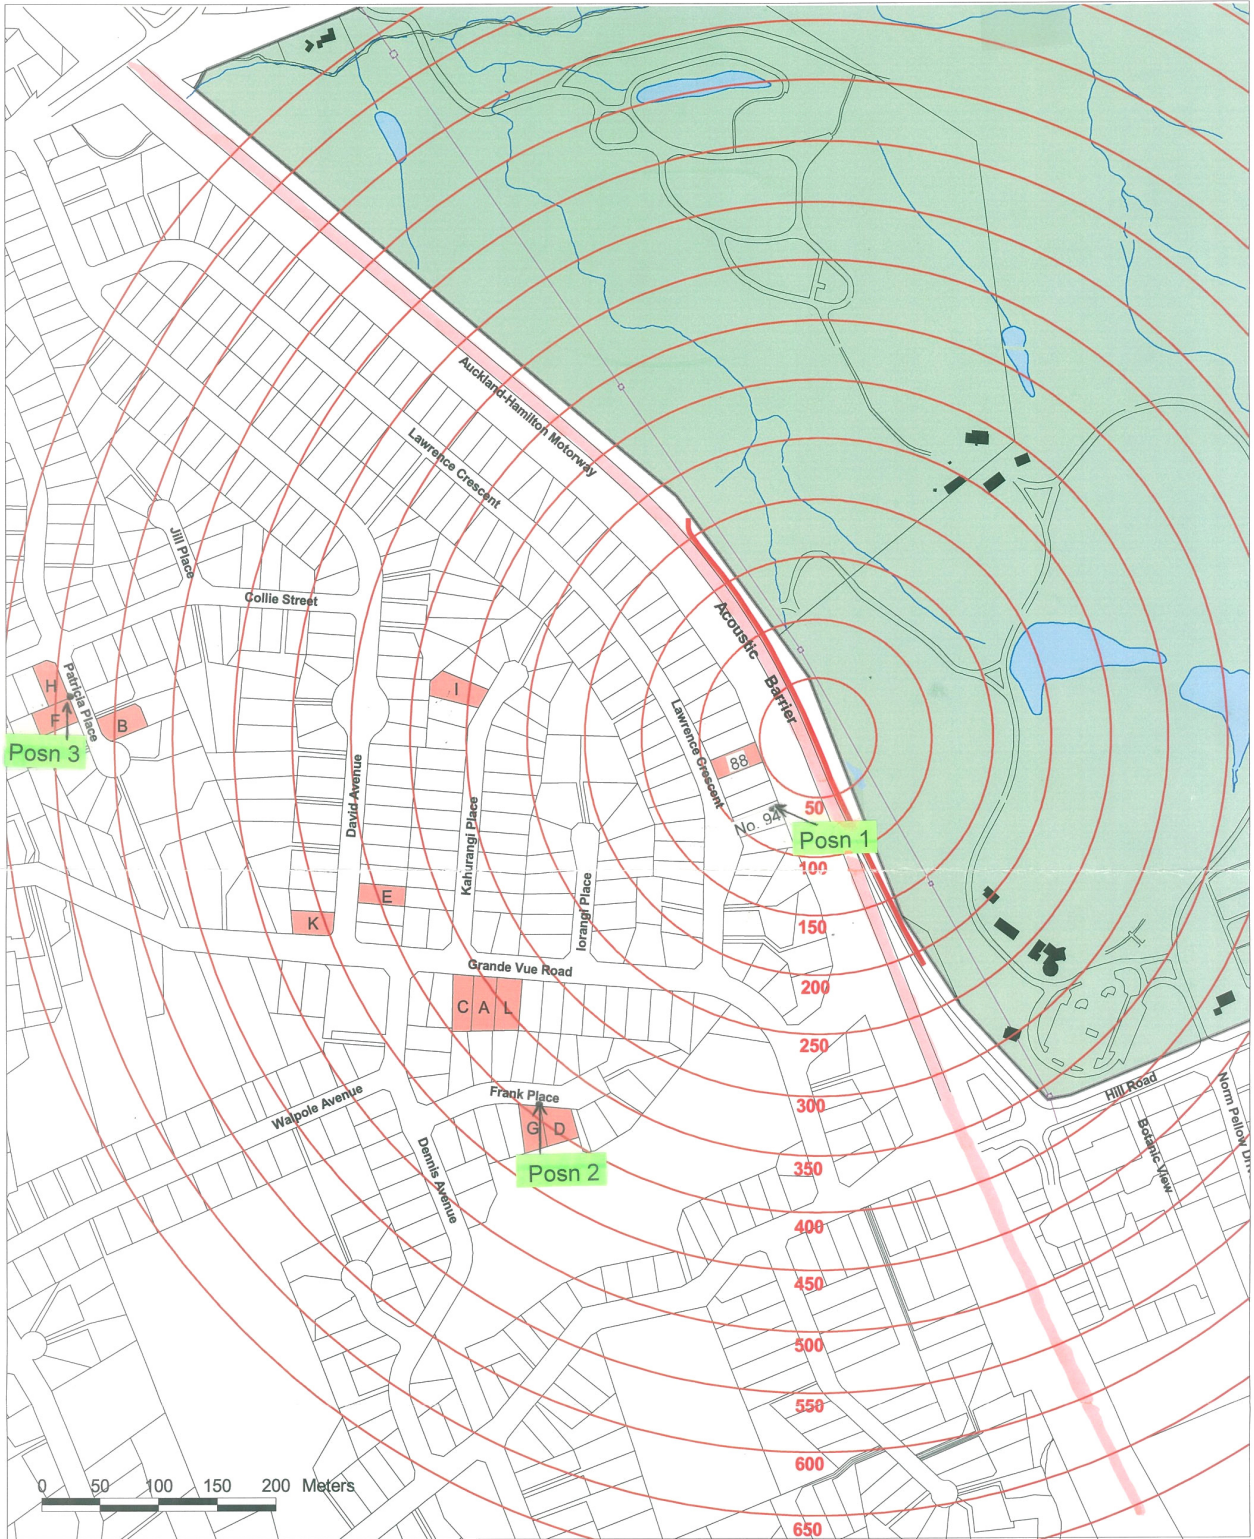 Auckland-Hamilton Motorway
Lawrence Crescent
Jill Place
Collie Street
Acoustic Barrier
H
Patricia Place
F
B
Posn 3
I
Lawrence Crescent
88
David Avenue
Kahurangi Place
No. 94
Posn 1
50
100
150
200
250
300
350
400
450
500
550
600
650
E
K
Iorangi Place
Grande Vue Road
C A L
Walpole Avenue
Frank Place
G D
Posn 2
Dennis Avenue
Hill Road
Botanic View
Norm Pellow
0 50 100 150 200 Meters